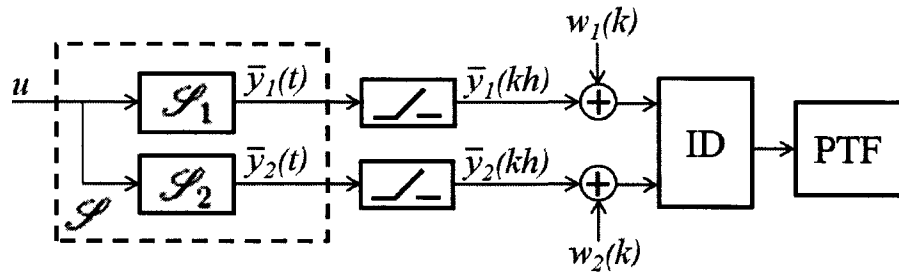 w₁(k)
u
𝒮₁
ȳ₁(t)
ȳ₁(kh)
ID
PTF
𝒮₂
ȳ₂(t)
ȳ₂(kh)
𝒮
w₂(k)